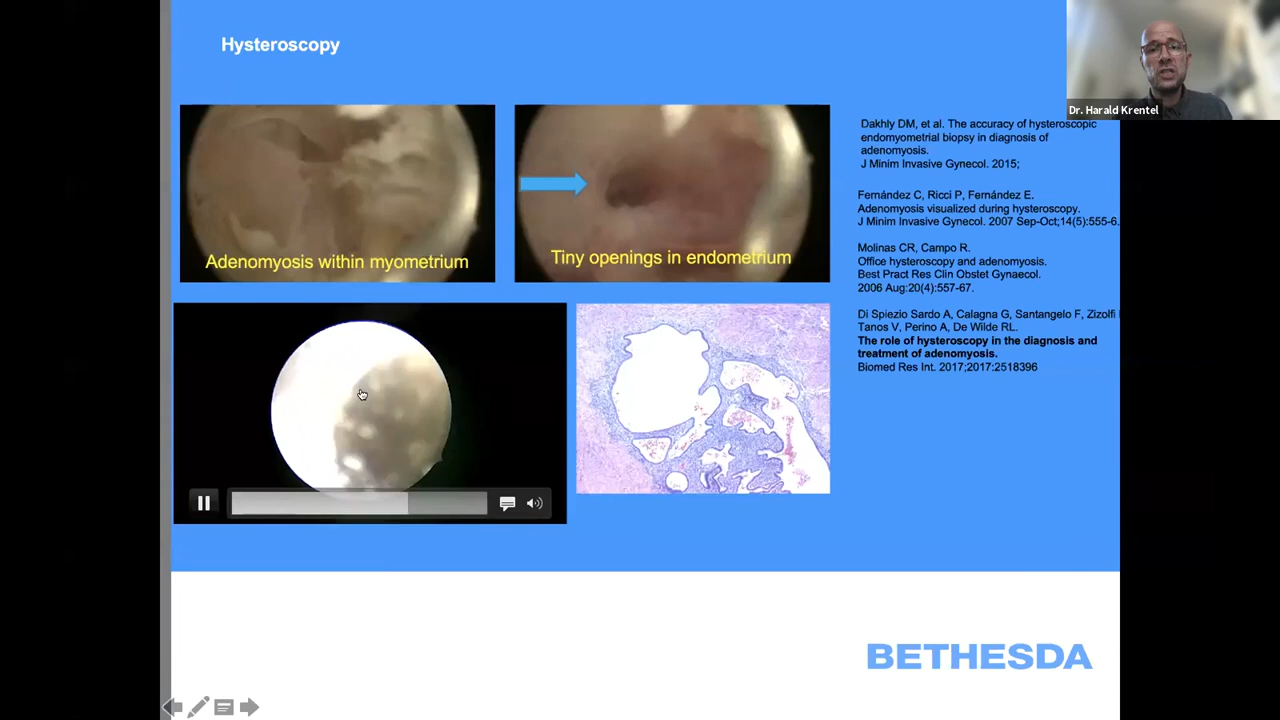 Hysteroscopy
Dr. Harald Krentel
Adenomyosis within myometrium
Tiny openings in endometrium
Dakhly DM, et al. The accuracy of hysteroscopic
endomyometrial biopsy in diagnosis of
adenomyosis.
J Minim Invasive Gynecol. 2015;
Fernández C, Ricci P, Fernández E.
Adenomyosis visualized during hysteroscopy.
J Minim Invasive Gynecol. 2007 Sep-Oct;14(5):555-6.
Molinas CR, Campo R.
Office hysteroscopy and adenomyosis.
Best Pract Res Clin Obstet Gynaecol.
2006 Aug:20(4):557-67.
Di Spiezio Sardo A, Calagna G, Santangelo F, Zizolfi
Tanos V, Perino A, De Wilde RL.
The role of hysteroscopy in the diagnosis and
treatment of adenomyosis.
Biomed Res Int. 2017;2017:2518396
BETHESDA